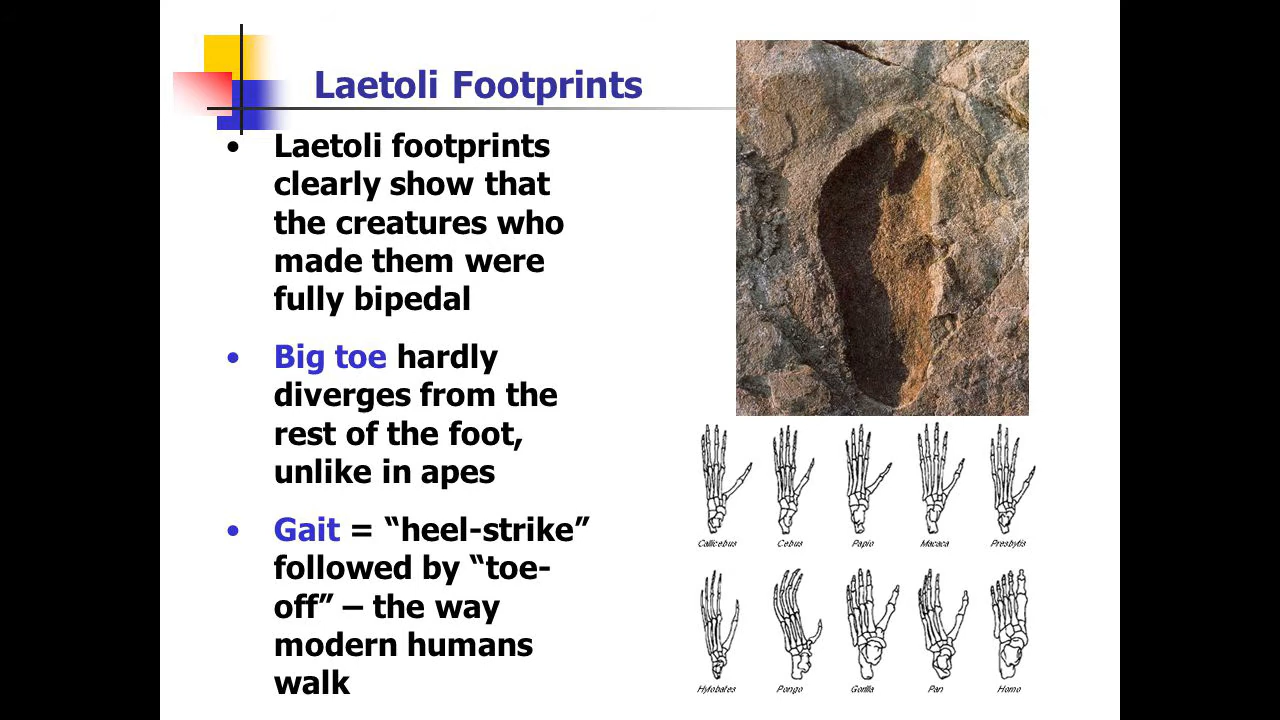 Laetoli Footprints
• Laetoli footprints
clearly show that
the creatures who
made them were
fully bipedal
• Big toe hardly
diverges from the
rest of the foot,
unlike in apes
• Gait = “heel-strike”
followed by “toe-
off” – the way
modern humans
walk
Callicebus Cebus Papio Macaca Presbytis
Hylobates Pongo Gorilla Pan Homo